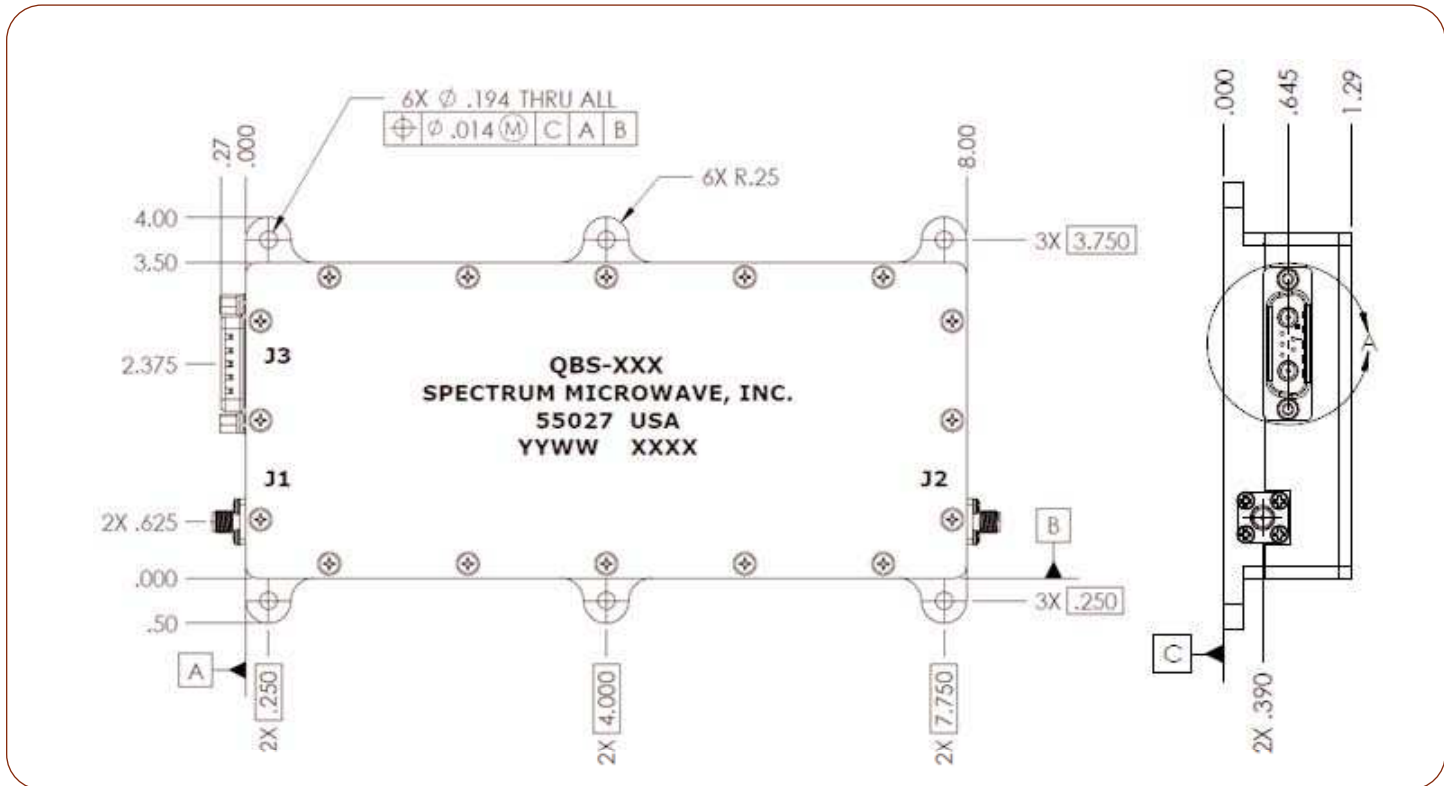 6X ⌀ .194 THRU ALL
⌖ ⌀ .014 Ⓜ C A B
.27
.000
6X R.25
8.00
4.00
3.50
3X 3.750
J3
2.375
QBS-XXX
SPECTRUM MICROWAVE, INC.
55027 USA
YYWW XXXX
J1
J2
2X .625
B
.000
.50
3X .250
A
2X .250
2X 4.000
2X 7.750
.000
.645
1.29
A
C
2X .390